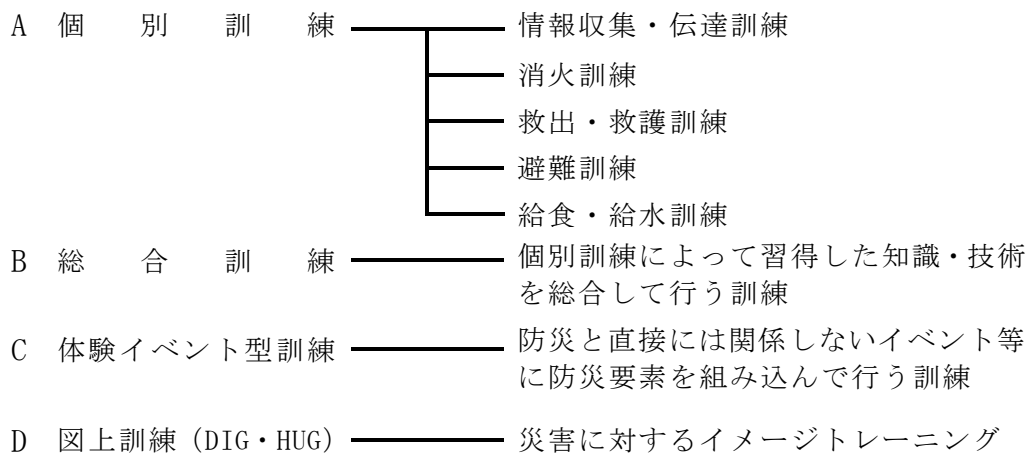 A 個別訓練 情報収集・伝達訓練
消火訓練
救出・救護訓練
避難訓練
給食・給水訓練
B 総合訓練 個別訓練によって習得した知識・技術
を総合して行う訓練
C 体験イベント型訓練 防災と直接には関係しないイベント等
に防災要素を組み込んで行う訓練
D 図上訓練（DIG・HUG） 災害に対するイメージトレーニング